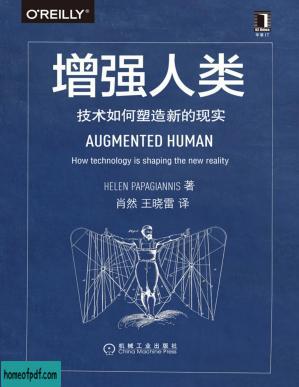 O'REILLY®
增强人类
技术如何塑造新的现实
AUGMENTED HUMAN
How technology is shaping the new reality
HELEN PAPAGIANNIS 著
肖然 王晓雷 译
机械工业出版社
China Machine Press
homeofpdf.com